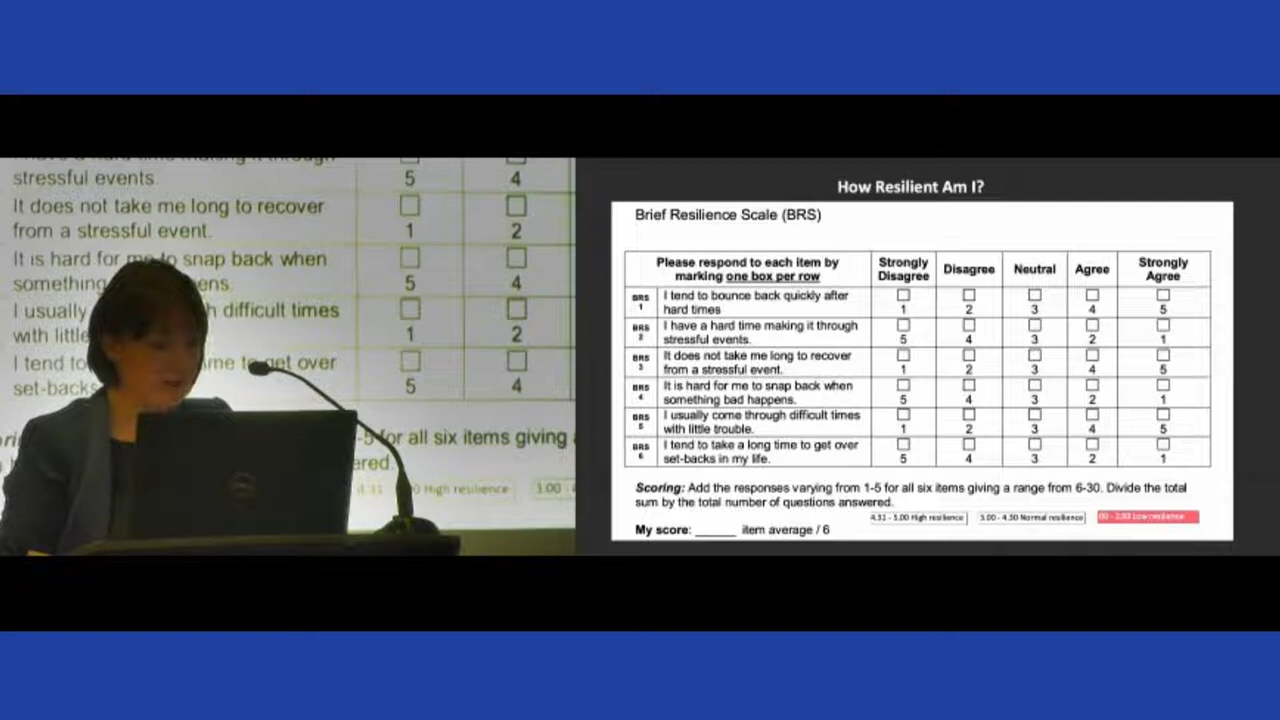 stressful events.
5 4
It does not take me long to recover
from a stressful event.
1 2
It is hard for me to snap back when
something ens.
5 4
I usually h difficult times
with little
1 2
I tend to me to get over
set-backs
5 4
-5 for all six items giving
ered.
0 High resilience
3.00 -
How Resilient Am I?
Brief Resilience Scale (BRS)
Please respond to each item by
marking one box per row
Strongly
Disagree
Disagree
Neutral
Agree
Strongly
Agree
BRS
1
I tend to bounce back quickly after
hard times
1 2 3 4 5
BRS
2
I have a hard time making it through
stressful events.
5 4 3 2 1
BRS
3
It does not take me long to recover
from a stressful event.
1 2 3 4 5
BRS
4
It is hard for me to snap back when
something bad happens.
5 4 3 2 1
BRS
5
I usually come through difficult times
with little trouble.
1 2 3 4 5
BRS
6
I tend to take a long time to get over
set-backs in my life.
5 4 3 2 1
Scoring: Add the responses varying from 1-5 for all six items giving a range from 6-30. Divide the total
sum by the total number of questions answered.
4.31 - 5.00 High resilience
3.00 - 4.30 Normal resilience
Low resilience
My score: ______ item average / 6